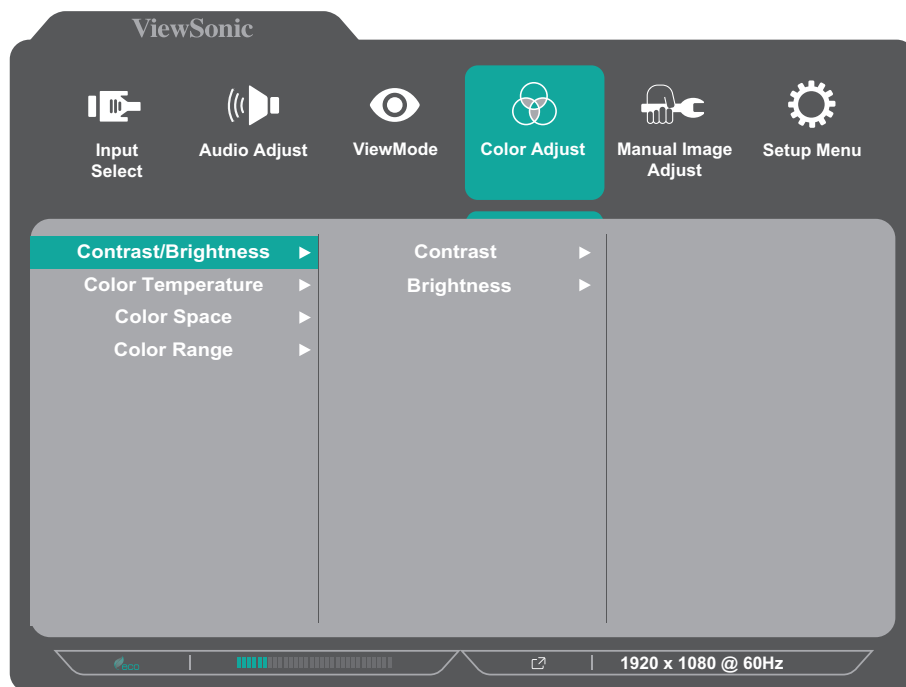 ViewSonic
Input Select
Audio Adjust
ViewMode
Color Adjust
Manual Image Adjust
Setup Menu
Contrast/Brightness
Contrast
Color Temperature
Brightness
Color Space
Color Range
eco
1920 x 1080 @ 60Hz